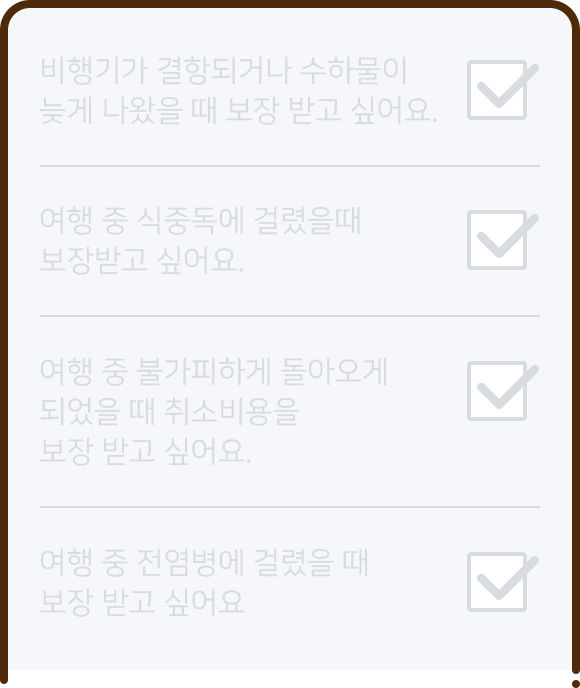 비행기가 결항되거나 수하물이
늦게 나왔을 때 보장 받고 싶어요.
여행 중 식중독에 걸렸을때
보장받고 싶어요.
여행 중 불가피하게 돌아오게
되었을 때 취소비용을
보장 받고 싶어요.
여행 중 전염병에 걸렸을 때
보장 받고 싶어요